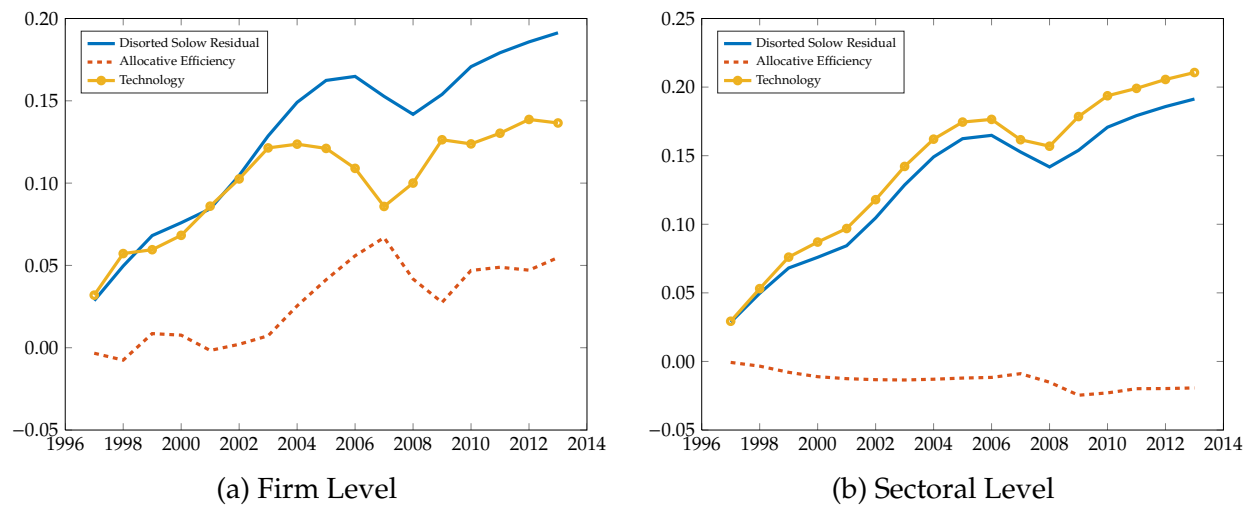 0.20
0.15
0.10
0.05
0.00
−0.05
1996 1998 2000 2002 2004 2006 2008 2010 2012 2014
Disorted Solow Residual
Allocative Efficiency
Technology
(a) Firm Level
0.25
0.20
0.15
0.10
0.05
0.00
−0.05
1996 1998 2000 2002 2004 2006 2008 2010 2012 2014
Disorted Solow Residual
Allocative Efficiency
Technology
(b) Sectoral Level